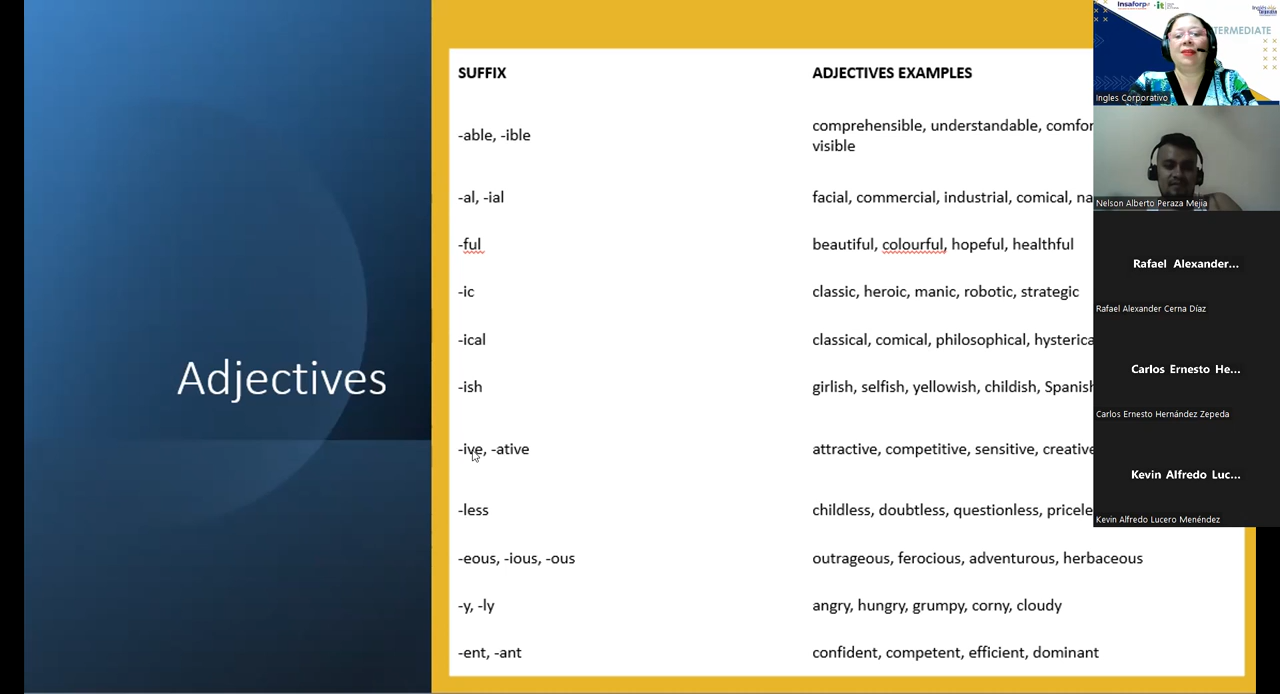 Adjectives
SUFFIX
ADJECTIVES EXAMPLES
-able, -ible
comprehensible, understandable,
visible
-al, -ial
facial, commercial, industrial, comical,
-ful
beautiful, colourful, hopeful, healthful
-ic
classic, heroic, manic, robotic, strategic
-ical
classical, comical, philosophical,
-ish
girlish, selfish, yellowish, childish, Spanish
-ive, -ative
attractive, competitive, sensitive, creative
-less
childless, doubtless, questionless,
-eous, -ious, -ous
outrageous, ferocious, adventurous, herbaceous
-y, -ly
angry, hungry, grumpy, corny, cloudy
-ent, -ant
confident, competent, efficient, dominant
Insaforp
TERMEDIATE
Ingles Corporativo
Nelson Alberto Peraza Mejia
Rafael Alexander...
Rafael Alexander Cerna Díaz
Carlos Ernesto He...
Carlos Ernesto Hernández Zepeda
Kevin Alfredo Luc...
Kevin Alfredo Lucero Menéndez